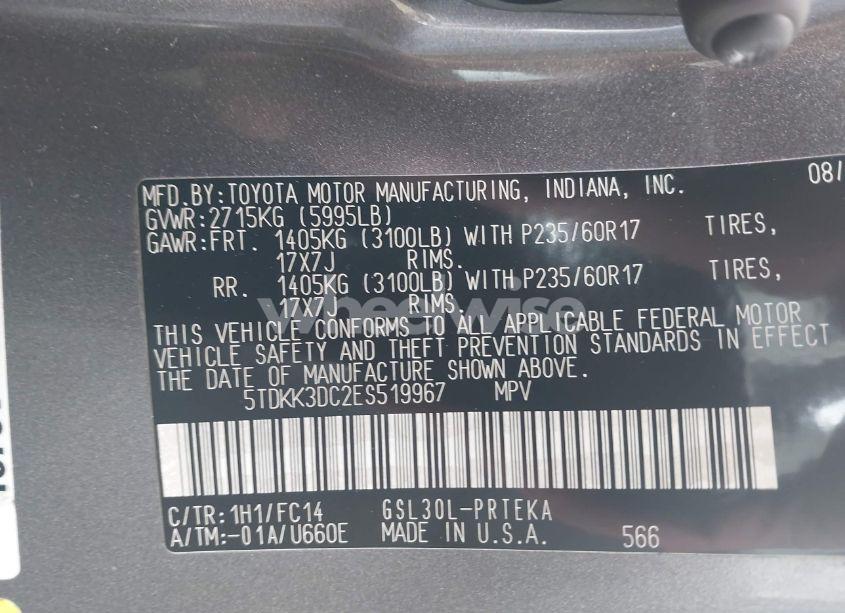 MFD.BY:TOYOTA MOTOR MANUFACTURING, INDIANA, INC. 08/
GVWR:2715KG (5995LB)
GAWR:FRT. 1405KG (3100LB) WITH P235/60R17 TIRES,
17X7J RIMS.
RR. 1405KG (3100LB) WITH P235/60R17 TIRES,
17X7J RIMS.
wheelwise
THIS VEHICLE CONFORMS TO ALL APPLICABLE FEDERAL MOTOR
VEHICLE SAFETY AND THEFT PREVENTION STANDARDS IN EFFECT
THE DATE OF MANUFACTURE SHOWN ABOVE.
5TDKK3DC2ES519967 MPV
C/TR:1H1/FC14 GSL30L-PRTEKA
A/TM:-01A/U660E MADE IN U.S.A. 566